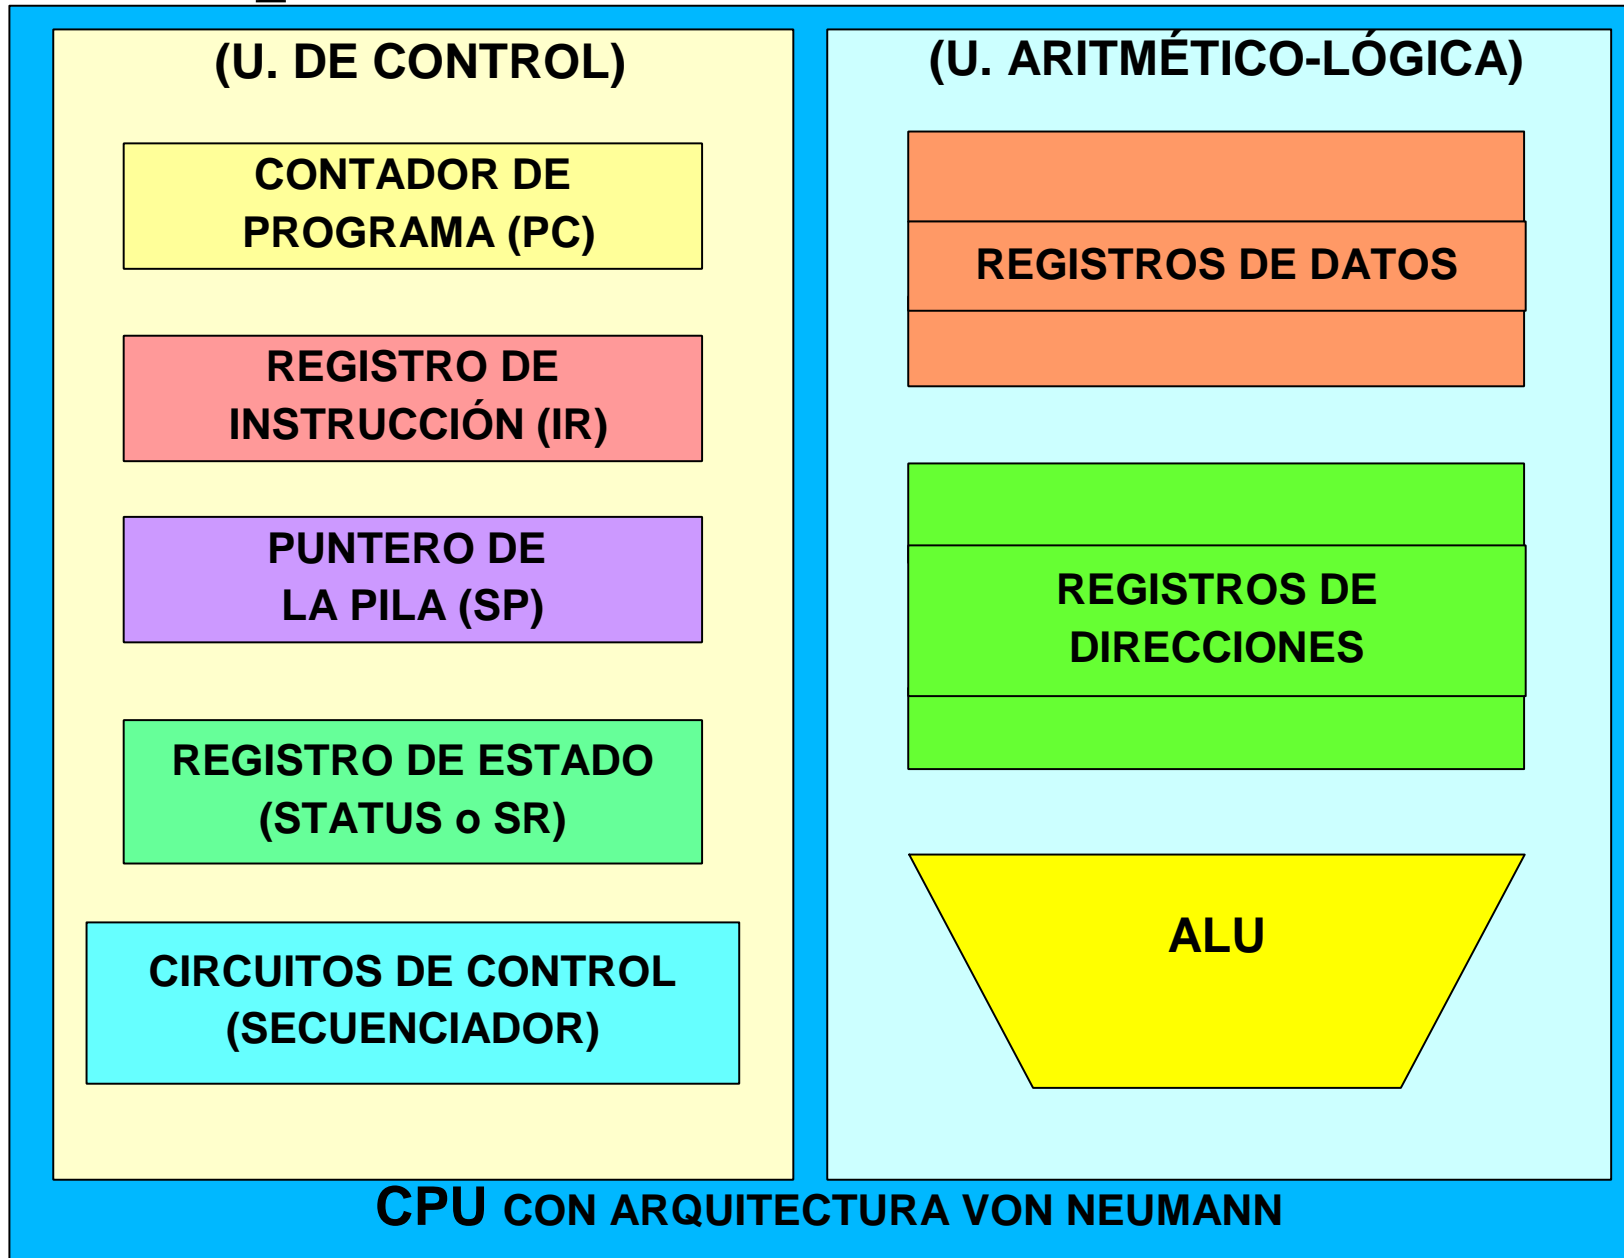 (U. DE CONTROL)
CONTADOR DE
PROGRAMA (PC)
REGISTRO DE
INSTRUCCIÓN (IR)
PUNTERO DE
LA PILA (SP)
REGISTRO DE ESTADO
(STATUS o SR)
CIRCUITOS DE CONTROL
(SECUENCIADOR)
(U. ARITMÉTICO-LÓGICA)
REGISTROS DE DATOS
REGISTROS DE
DIRECCIONES
ALU
CPU CON ARQUITECTURA VON NEUMANN